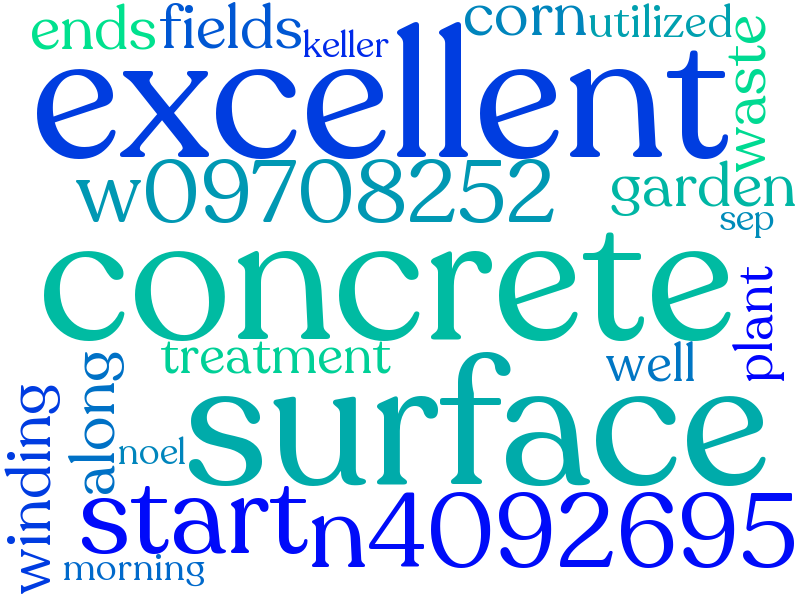 ends fields keller corn utilized
waste
excellent
w09708252 garden
sep
concrete
plant
treatment well
along
surface
noel
winding
start n4092695
morning